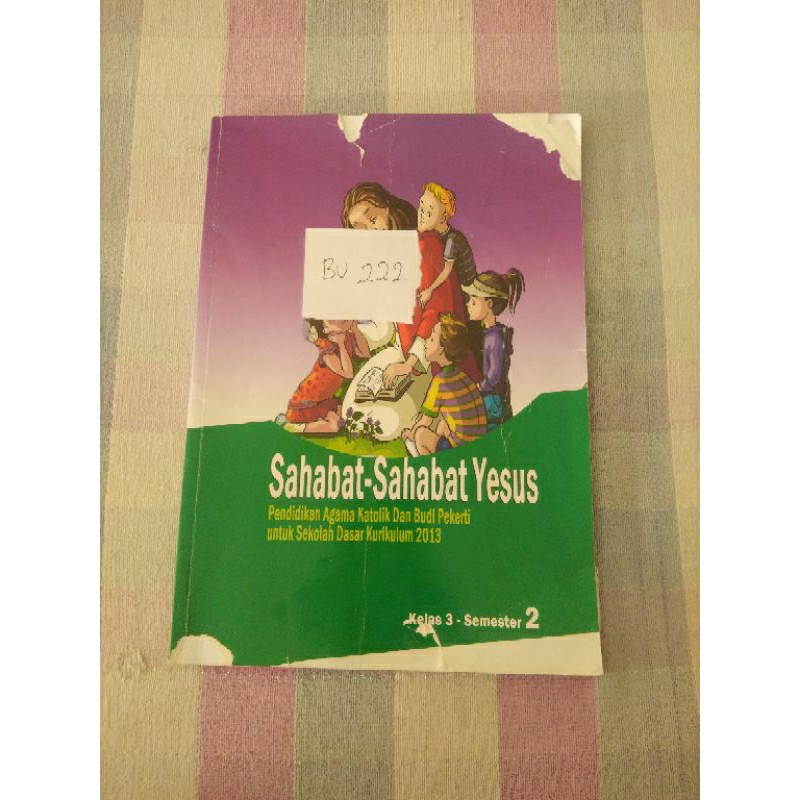 BU 222
Sahabat-Sahabat Yesus
Pendidikan Agama Katolik Dan Budi Pekerti
untuk Sekolah Dasar Kurikulum 2013
Kelas 3 - Semester 2